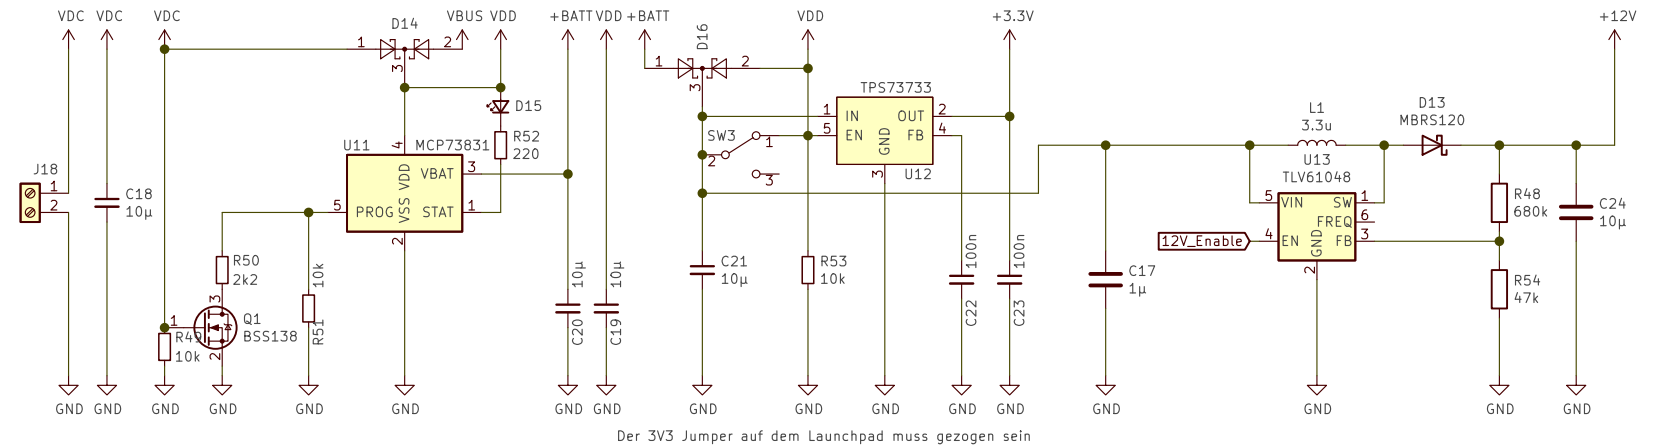 VDC VDC VDC D14 VBUS VDD +BATT VDD +BATT D16 VDD +3.3V +12V
1 2 3 1 2 3
D15
R52
220
U11 MCP73831
4
VDD
VBAT 3
5 PROG VSS STAT 1
2
TPS73733
1 IN OUT 2
5 EN GND FB 4
3 U12
SW3
1
2
3
L1
3.3u
D13
MBRS120
U13
TLV61048
5 VIN SW 1
FREQ 6
12V_Enable 4 EN GND FB 3
2
R48
680k
C24
10µ
R54
47k
J18
1
2
C18
10µ
R50
2k2
3
1
Q1
BSS138
2
R49
10k
10k
R51
10µ
C20
10µ
C19
C21
10µ
R53
10k
100n
C22
100n
C23
C17
1µ
GND GND GND GND GND GND GND GND GND GND GND GND GND GND GND GND GND
Der 3V3 Jumper auf dem Launchpad muss gezogen sein